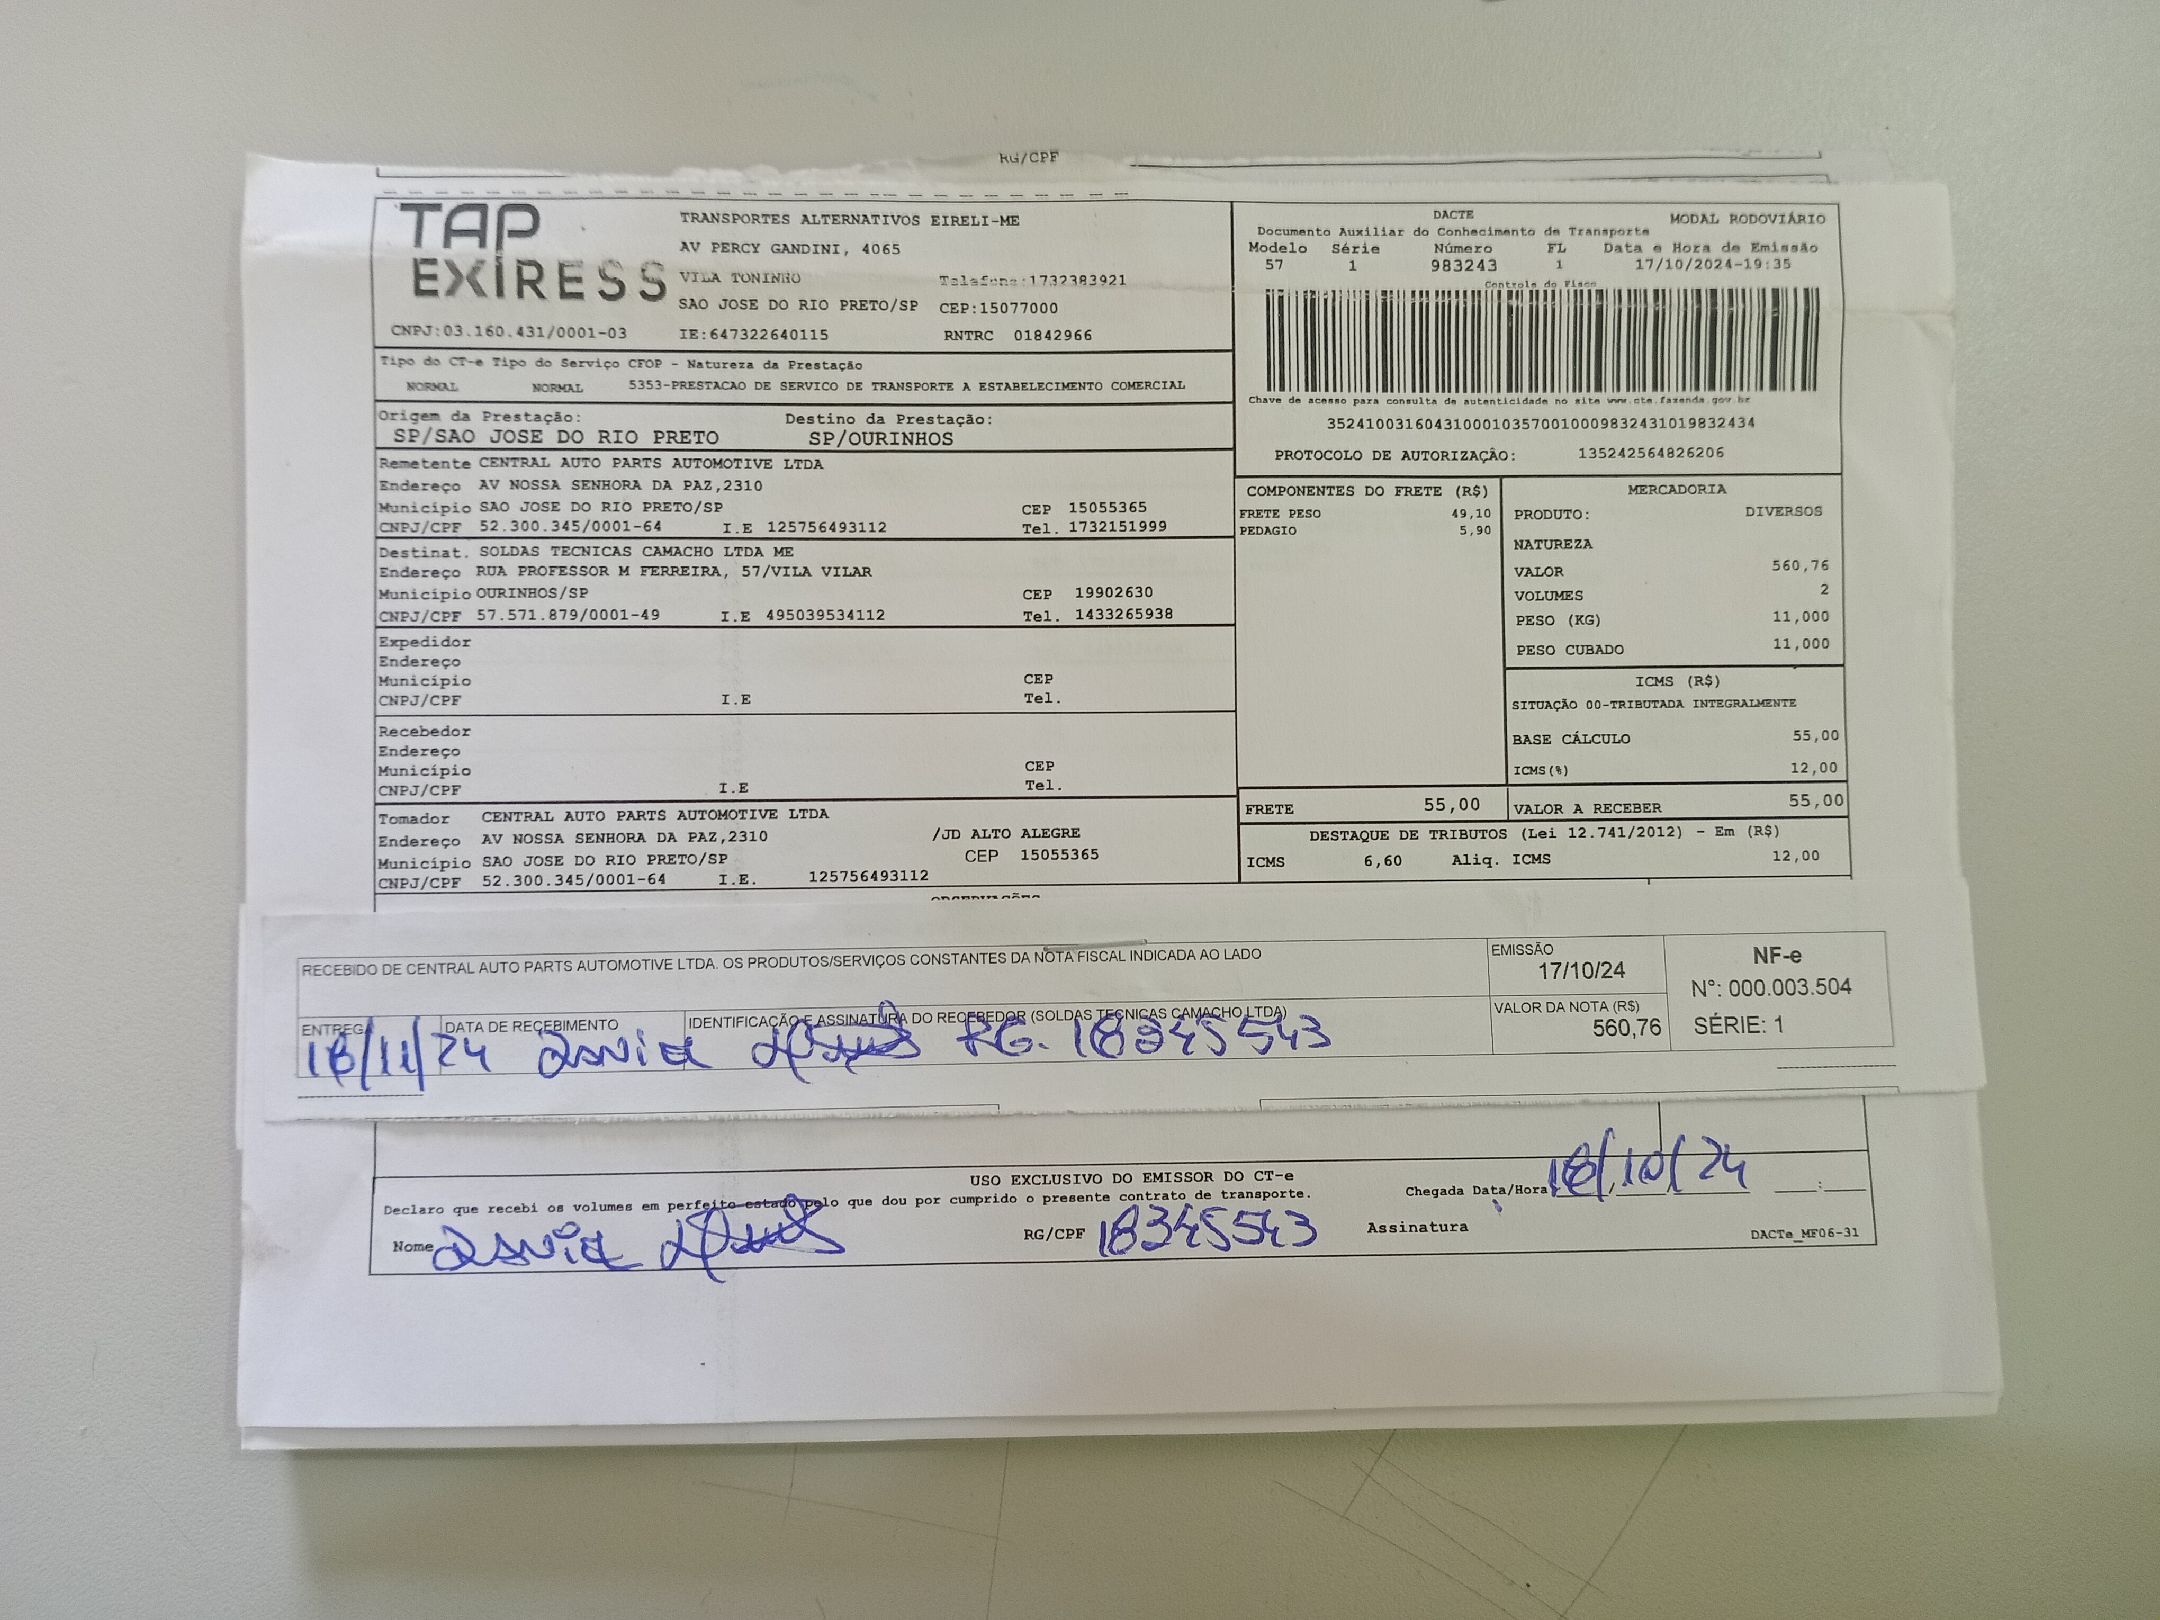 RG/CPF
TAP
EXIRESS
TRANSPORTES ALTERNATIVOS EIRELI-ME
AV PERCY GANDINI, 4065
VILA TONINHO Telefone:1732383921
SAO JOSE DO RIO PRETO/SP CEP:15077000
CNPJ:03.160.431/0001-03 IE:647322640115 RNTRC 01842966
DACTE MODAL RODOVIÁRIO
Documento Auxiliar do Conhecimento de Transporte
Modelo Série Número FL Data e Hora de Emissão
57 1 983243 1 17/10/2024-19:35
Controle do Fisco
Chave de acesso para consulta de autenticidade no site www.cte.fazenda.gov.br
35241003160431000103570010009832431019832434
PROTOCOLO DE AUTORIZAÇÃO: 135242564826206
Tipo do CT-e Tipo do Serviço CFOP - Natureza da Prestação
NORMAL NORMAL 5353-PRESTACAO DE SERVICO DE TRANSPORTE A ESTABELECIMENTO COMERCIAL
Origem da Prestação: Destino da Prestação:
SP/SAO JOSE DO RIO PRETO SP/OURINHOS
Remetente CENTRAL AUTO PARTS AUTOMOTIVE LTDA
Endereço AV NOSSA SENHORA DA PAZ,2310
Município SAO JOSE DO RIO PRETO/SP CEP 15055365
CNPJ/CPF 52.300.345/0001-64 I.E 125756493112 Tel. 1732151999
Destinat. SOLDAS TECNICAS CAMACHO LTDA ME
Endereço RUA PROFESSOR M FERREIRA, 57/VILA VILAR
Município OURINHOS/SP CEP 19902630
CNPJ/CPF 57.571.879/0001-49 I.E 495039534112 Tel. 1433265938
Expedidor
Endereço
Município CEP
CNPJ/CPF I.E Tel.
Recebedor
Endereço
Município CEP
CNPJ/CPF I.E Tel.
Tomador CENTRAL AUTO PARTS AUTOMOTIVE LTDA
Endereço AV NOSSA SENHORA DA PAZ,2310 /JD ALTO ALEGRE
Município SAO JOSE DO RIO PRETO/SP CEP 15055365
CNPJ/CPF 52.300.345/0001-64 I.E. 125756493112
COMPONENTES DO FRETE (R$)
FRETE PESO 49,10
PEDAGIO 5,90
MERCADORIA
PRODUTO: DIVERSOS
NATUREZA
VALOR 560,76
VOLUMES 2
PESO (KG) 11,000
PESO CUBADO 11,000
ICMS (R$)
SITUAÇÃO 00-TRIBUTADA INTEGRALMENTE
BASE CÁLCULO 55,00
ICMS(%) 12,00
FRETE 55,00 VALOR A RECEBER 55,00
DESTAQUE DE TRIBUTOS (Lei 12.741/2012) - Em (R$)
ICMS 6,60 Aliq. ICMS 12,00
OBSERVAÇÕES
RECEBIDO DE CENTRAL AUTO PARTS AUTOMOTIVE LTDA. OS PRODUTOS/SERVIÇOS CONSTANTES DA NOTA FISCAL INDICADA AO LADO
EMISSÃO
17/10/24
NF-e
N°: 000.003.504
SÉRIE: 1
VALOR DA NOTA (R$)
560,76
ENTREG DATA DE RECEBIMENTO IDENTIFICAÇÃO E ASSINATURA DO RECEBEDOR (SOLDAS TECNICAS CAMACHO LTDA)
18/11/24 RG. 18345543
USO EXCLUSIVO DO EMISSOR DO CT-e
Declaro que recebi os volumes em perfeito estado pelo que dou por cumprido o presente contrato de transporte.
Chegada Data/Hora 18/10/24
Nome RG/CPF 18345543 Assinatura
DACTe_MF06-31